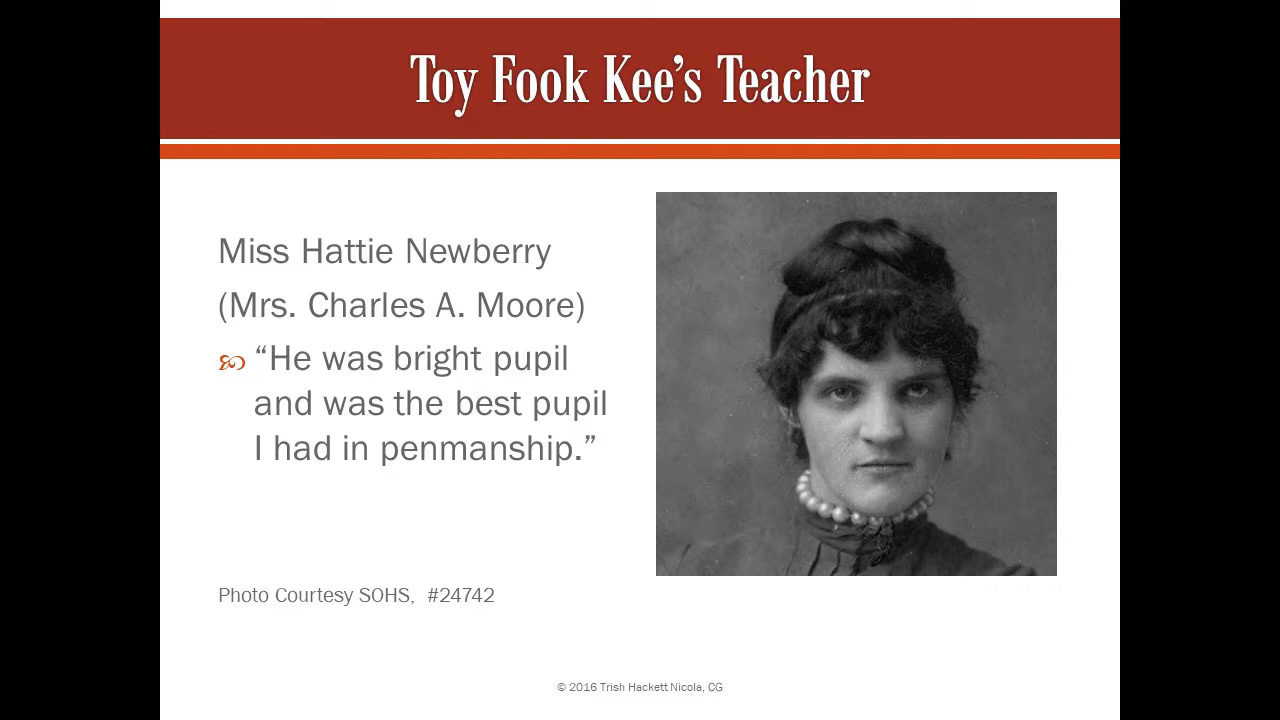 Toy Fook Kee’s Teacher
Miss Hattie Newberry
(Mrs. Charles A. Moore)
“He was bright pupil
and was the best pupil
I had in penmanship.”
Photo Courtesy SOHS, #24742
© 2016 Trish Hackett Nicola, CG